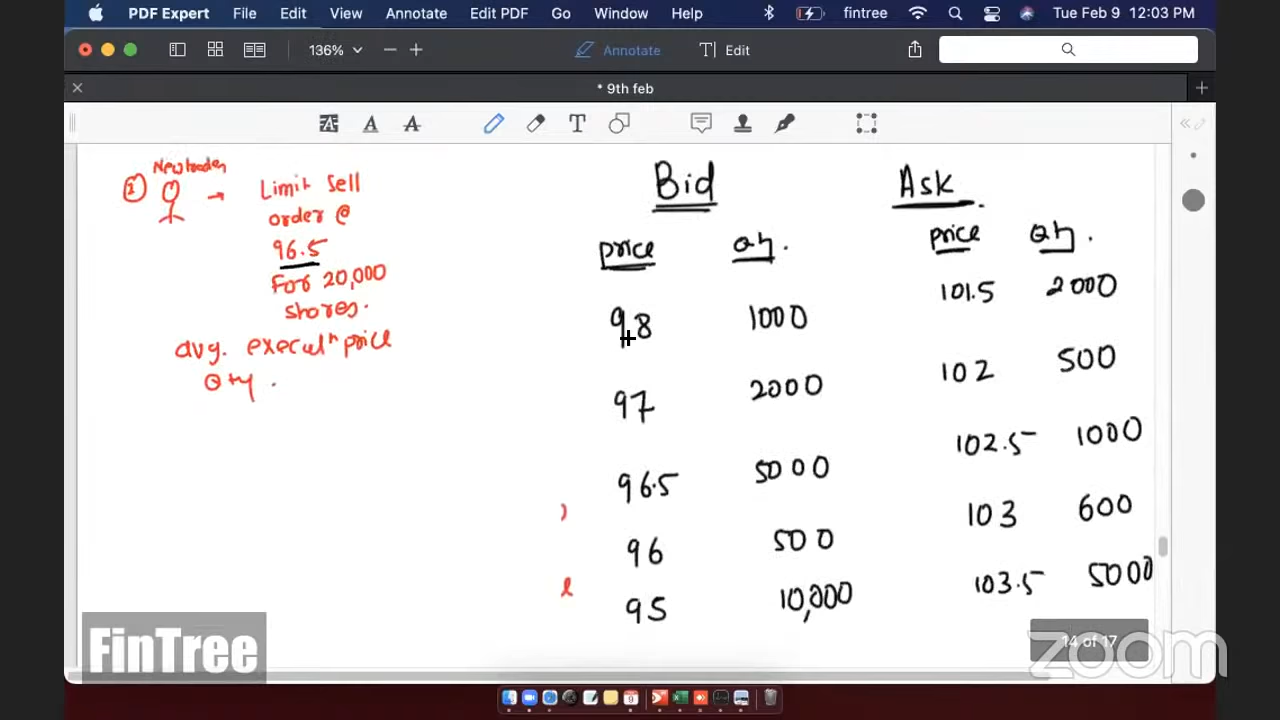 PDF Expert File Edit View Annotate Edit PDF Go Window Help fintree Tue Feb 9 12:03 PM
136% Annotate T Edit
* 9th feb
New trader
② → Limit Sell
order @
96.5
For 20,000
shares.
avg. execuⁿ price
Qty.
Bid Ask
price Qty. price Qty.
98 1000 101.5 2000
97 2000 102 500
96.5 5000 102.5 1000
96 500 103 600
95 10,000 103.5 5000
14 of 17
FinTree
zoom